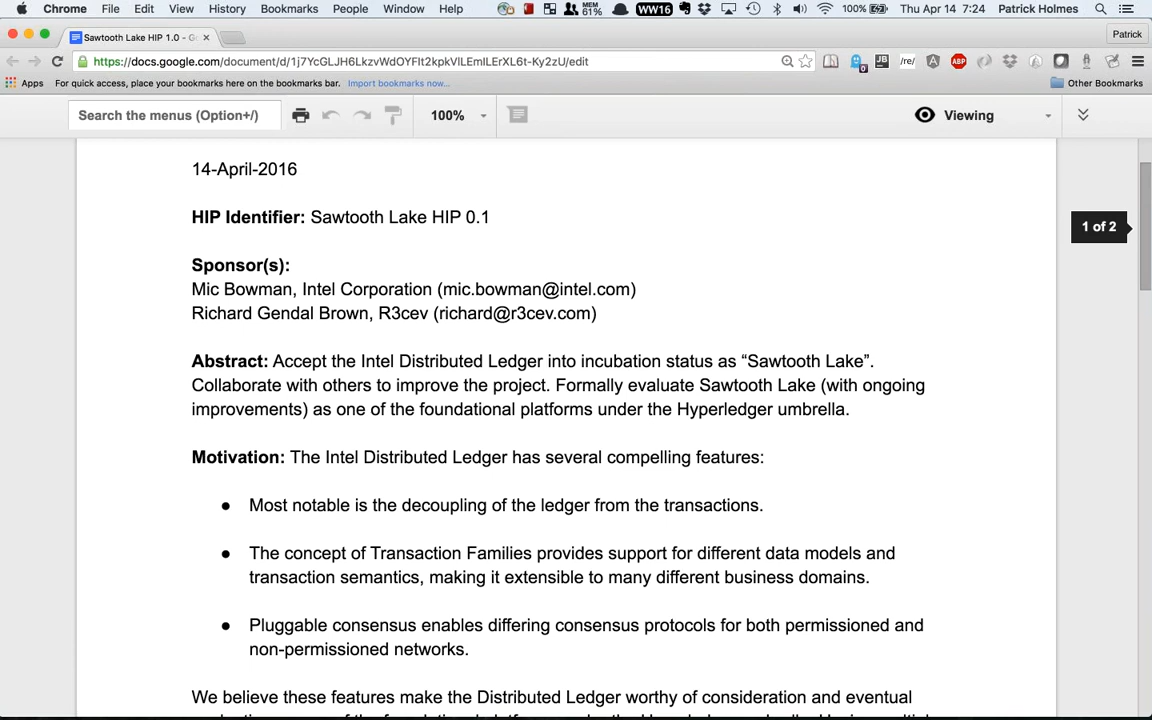 Chrome File Edit View History Bookmarks People Window Help MEM 61% WW16 100% Thu Apr 14 7:24 Patrick Holmes
Sawtooth Lake HIP 1.0 - G Patrick
https://docs.google.com/document/d/1j7YcGLJH6LkzvWdOYFIt2kpkVlLEmILErXL6t-Ky2zU/edit 0 JB /re/ ABP
Apps For quick access, place your bookmarks here on the bookmarks bar. Import bookmarks now... Other Bookmarks
Search the menus (Option+/) 100% Viewing
14-April-2016
1 of 2
HIP Identifier: Sawtooth Lake HIP 0.1
Sponsor(s):
Mic Bowman, Intel Corporation (mic.bowman@intel.com)
Richard Gendal Brown, R3cev (richard@r3cev.com)
Abstract: Accept the Intel Distributed Ledger into incubation status as “Sawtooth Lake”.
Collaborate with others to improve the project. Formally evaluate Sawtooth Lake (with ongoing
improvements) as one of the foundational platforms under the Hyperledger umbrella.
Motivation: The Intel Distributed Ledger has several compelling features:
● Most notable is the decoupling of the ledger from the transactions.
● The concept of Transaction Families provides support for different data models and
transaction semantics, making it extensible to many different business domains.
● Pluggable consensus enables differing consensus protocols for both permissioned and
non-permissioned networks.
We believe these features make the Distributed Ledger worthy of consideration and eventual